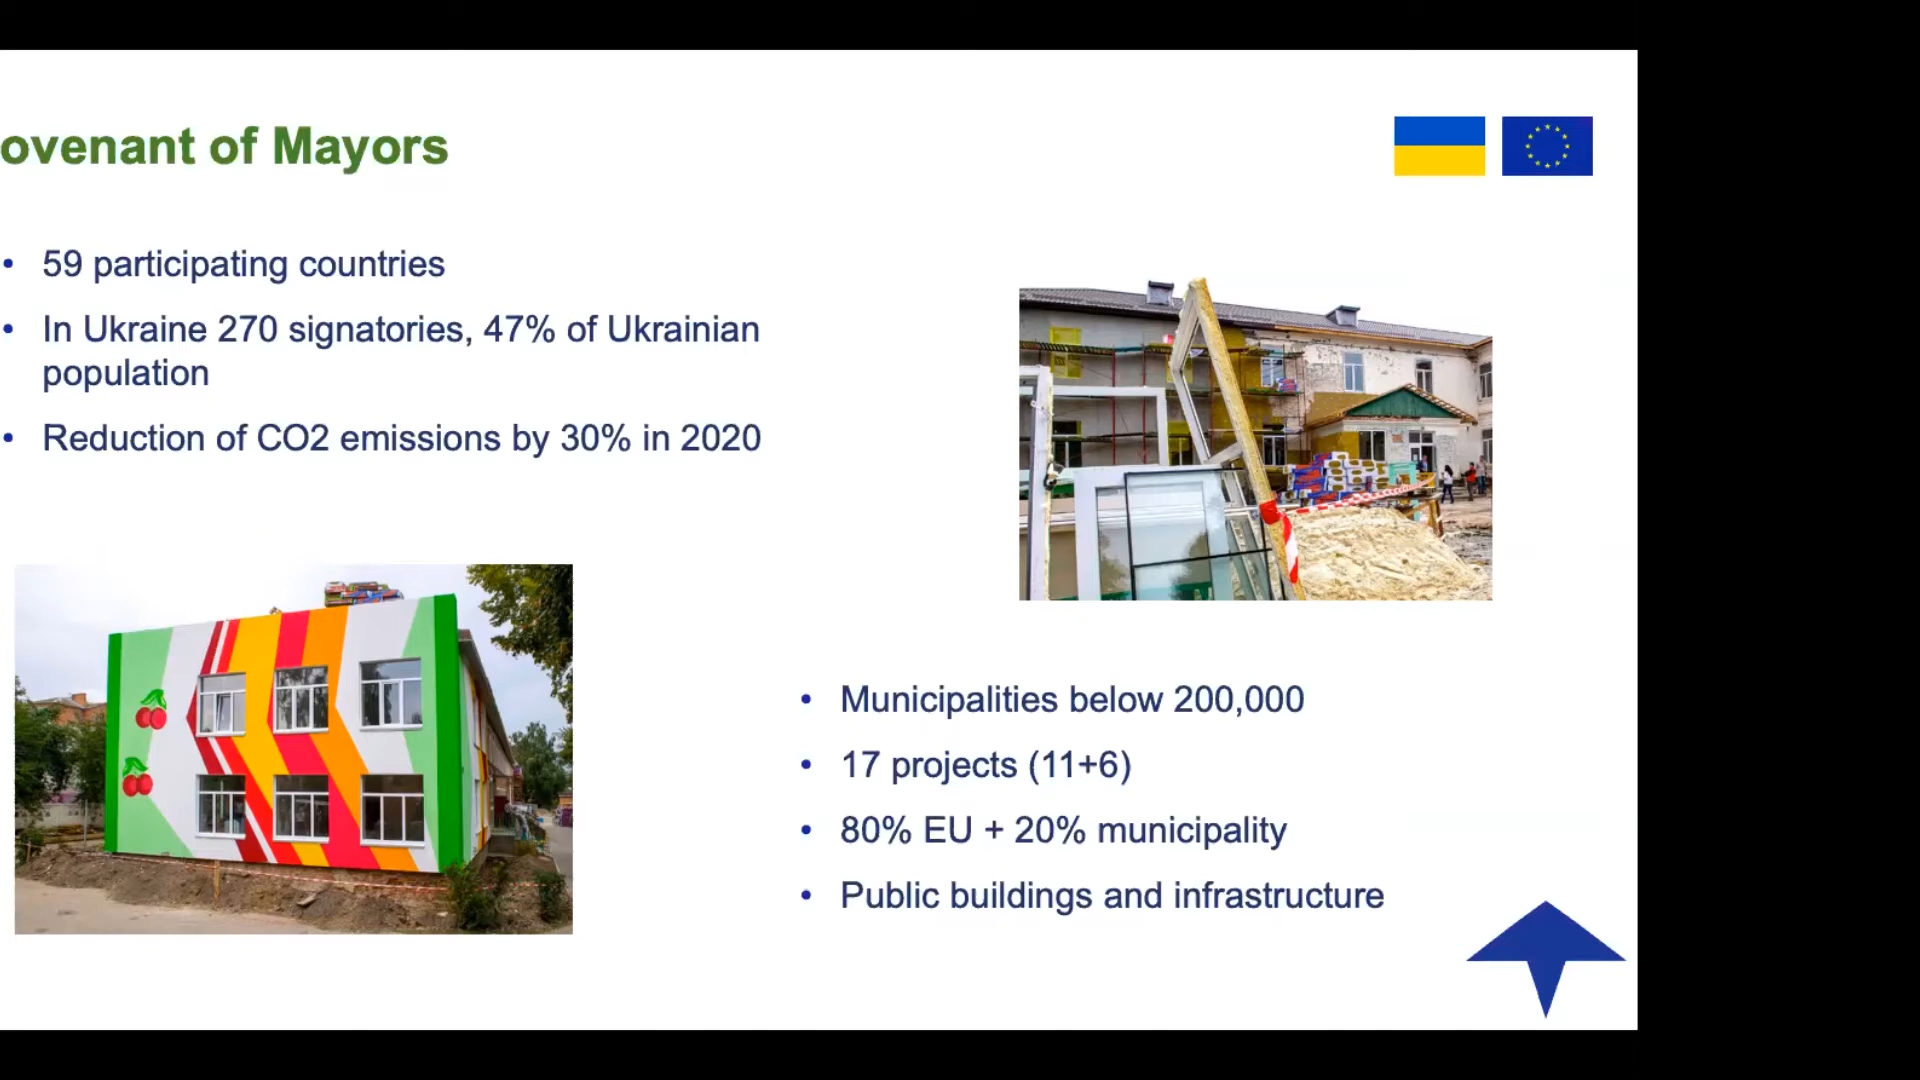 ovenant of Mayors
• 59 participating countries
• In Ukraine 270 signatories, 47% of Ukrainian
population
• Reduction of CO2 emissions by 30% in 2020
• Municipalities below 200,000
• 17 projects (11+6)
• 80% EU + 20% municipality
• Public buildings and infrastructure